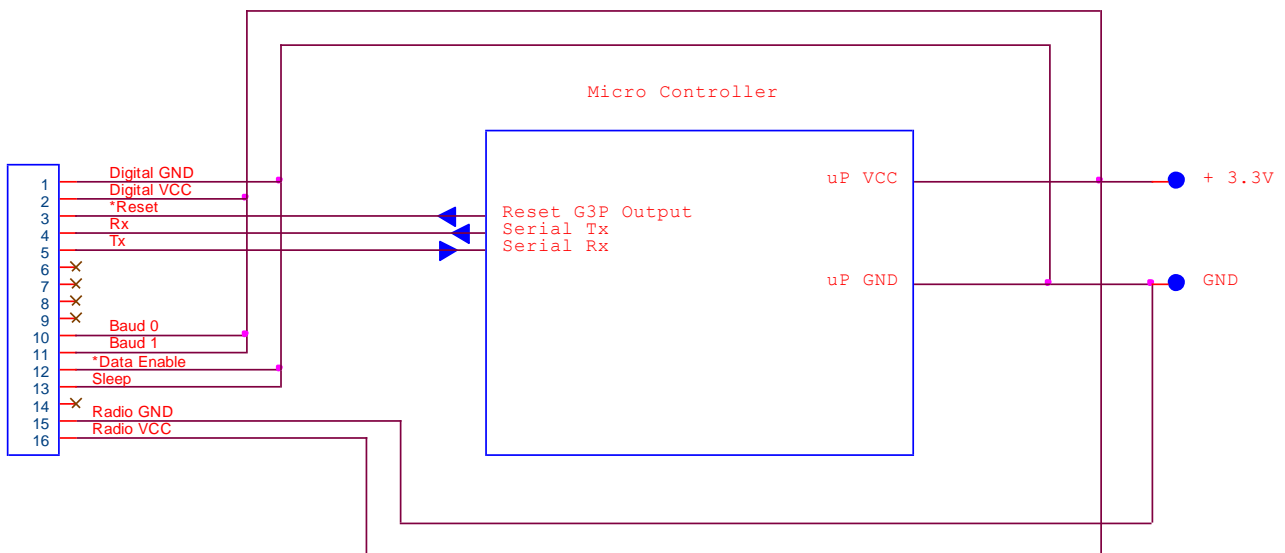 Micro Controller
1 Digital GND
2 Digital VCC
3 *Reset
4 Rx
5 Tx
6
7
8
9
10 Baud 0
11 Baud 1
12 *Data Enable
13 Sleep
14
15 Radio GND
16 Radio VCC
Reset G3P Output
Serial Tx
Serial Rx
uP VCC
uP GND
+ 3.3V
GND